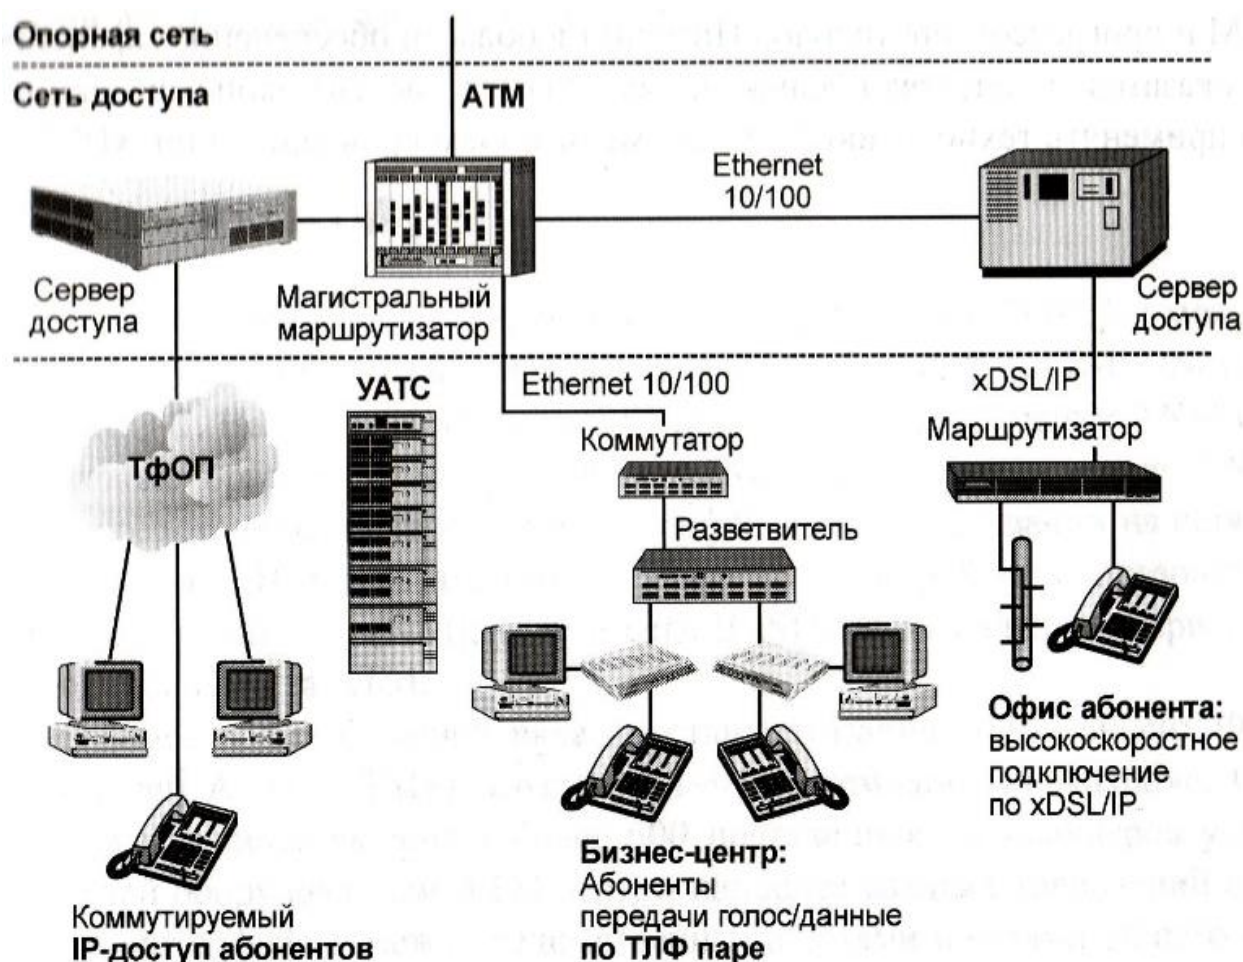 Опорная сеть
Сеть доступа
ATM
Ethernet
10/100
Сервер
доступа
Магистральный
маршрутизатор
Сервер
доступа
УАТС
Ethernet 10/100
xDSL/IP
Коммутатор
Маршрутизатор
ТфОП
Разветвитель
Офис абонента:
высокоскоростное
подключение
по xDSL/IP
Бизнес-центр:
Абоненты
передачи голос/данные
по ТЛФ паре
Коммутируемый
IP-доступ абонентов